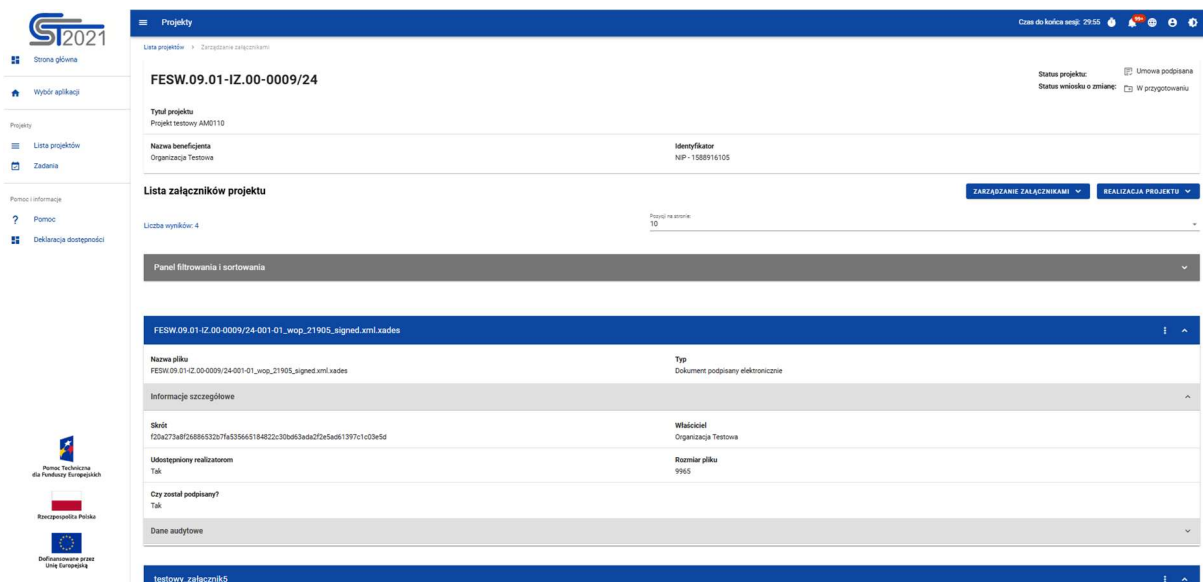 CST2021
Projekty
Czas do końca sesji: 29:55
99+
Strona główna
Wybór aplikacji
Projekty
Lista projektów
Zadania
Pomoc i informacje
Pomoc
Deklaracja dostępności
Pomoc Techniczna
dla Funduszy Europejskich
Rzeczpospolita Polska
Dofinansowane przez
Unię Europejską
Lista projektów > Zarządzanie załącznikami
FESW.09.01-IZ.00-0009/24
Status projektu: Umowa podpisana
Status wniosku o zmianę: W przygotowaniu
Tytuł projektu
Projekt testowy AM0110
Nazwa beneficjenta Identyfikator
Organizacja Testowa NIP - 1588916105
Lista załączników projektu
ZARZĄDZANIE ZAŁĄCZNIKAMI REALIZACJA PROJEKTU
Liczba wyników: 4
Pozycji na stronie:
10
Panel filtrowania i sortowania
FESW.09.01-IZ.00-0009/24-001-01_wop_21905_signed.xml.xades
Nazwa pliku Typ
FESW.09.01-IZ.00-0009/24-001-01_wop_21905_signed.xml.xades Dokument podpisany elektronicznie
Informacje szczegółowe
Skrót Właściciel
f20a273a8f26886532b7fa535665184822c30bd63ada2f2e5ad61397c1c03e5d Organizacja Testowa
Udostępniony realizatorom Rozmiar pliku
Tak 9965
Czy został podpisany?
Tak
Dane audytowe
testowy_załacznik5